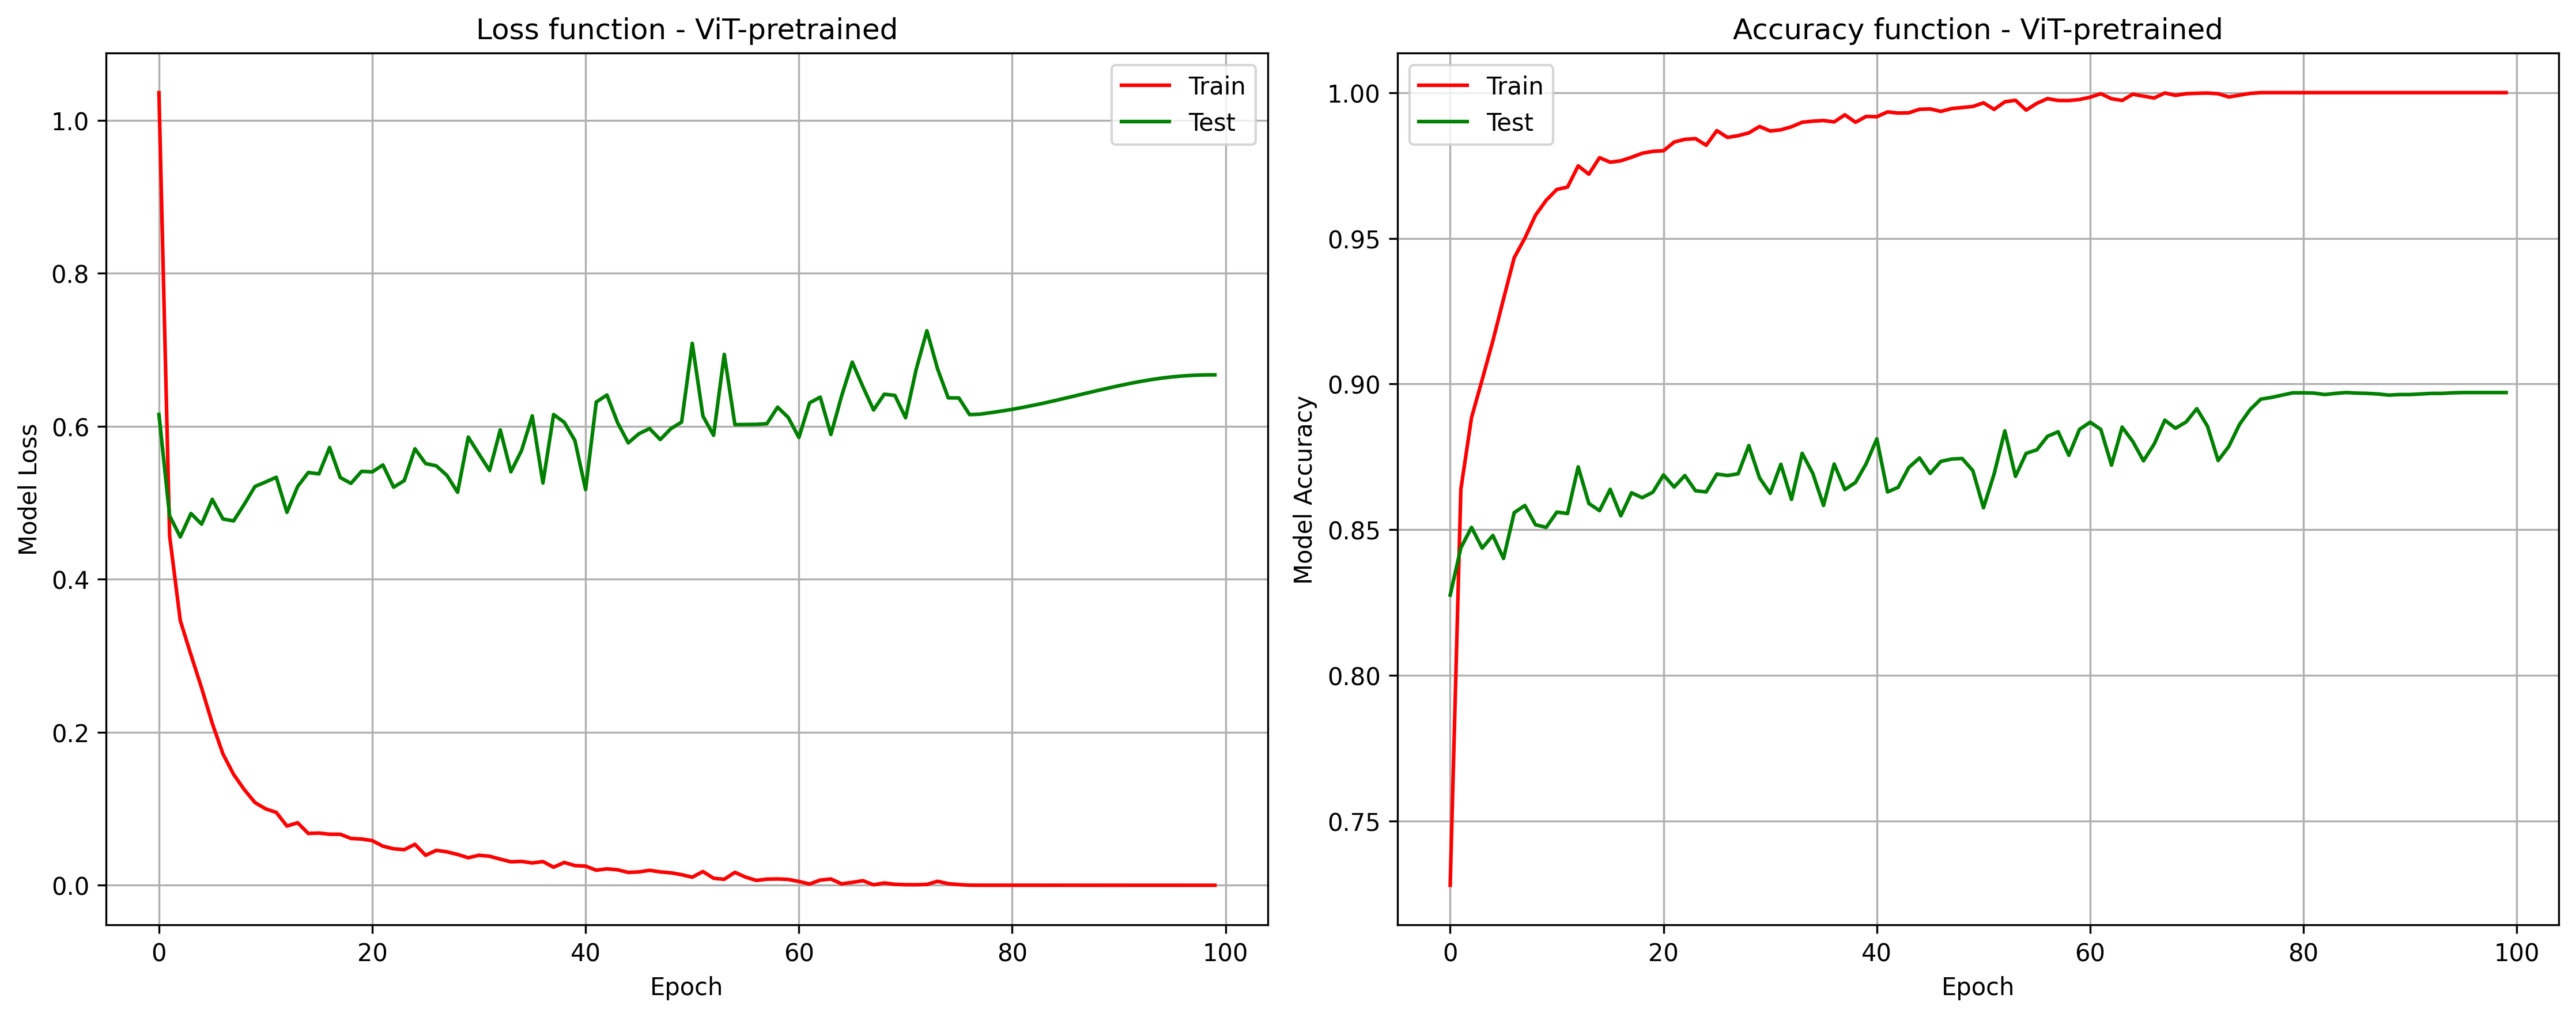 Loss function - ViT-pretrained
Train
Test
1.0
0.8
0.6
0.4
0.2
0.0
Model Loss
0 20 40 60 80 100
Epoch
Accuracy function - ViT-pretrained
Train
Test
1.00
0.95
0.90
0.85
0.80
0.75
Model Accuracy
0 20 40 60 80 100
Epoch